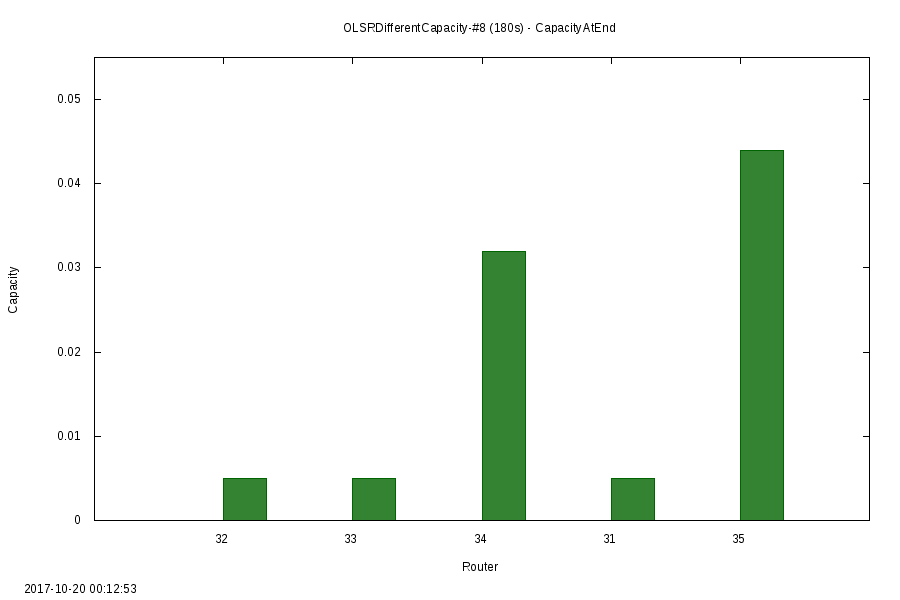 OLSRDifferentCapacity-#8 (180s) - CapacityAtEnd
0.05
0.04
0.03
0.02
0.01
0
Capacity
32 33 34 31 35
Router
2017-10-20 00:12:53